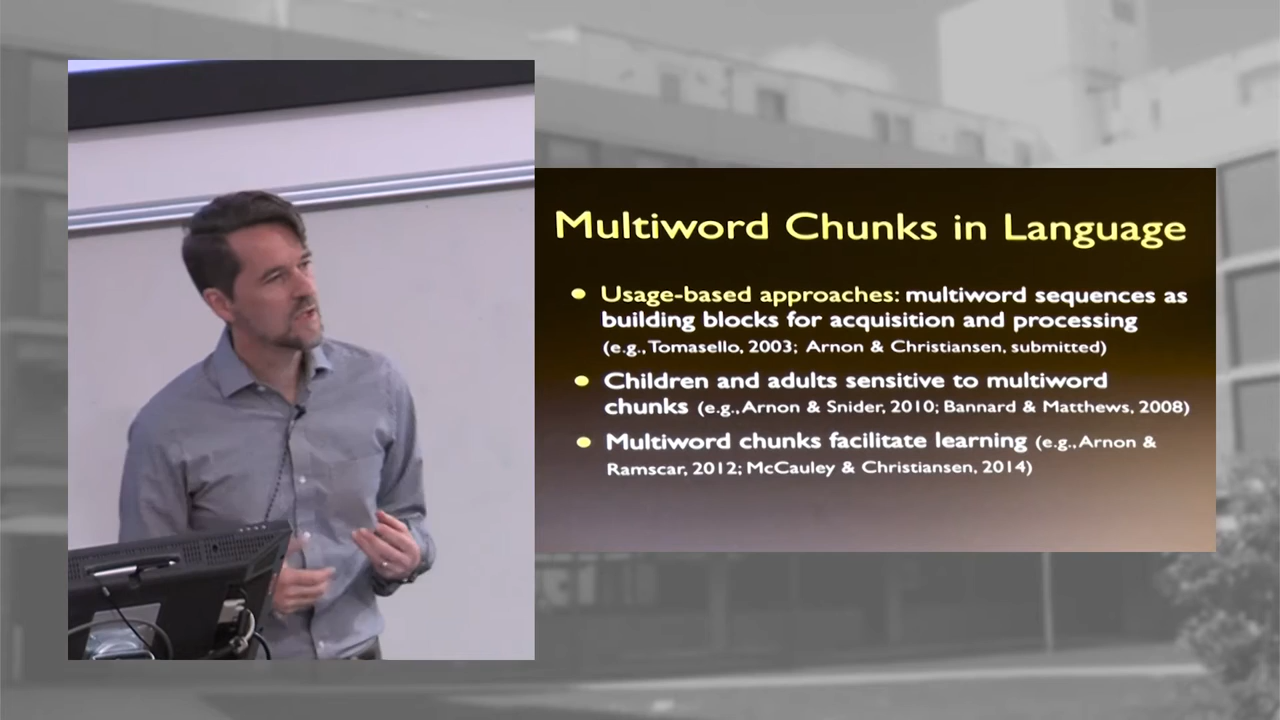 Multiword Chunks in Language
• Usage-based approaches: multiword sequences as
building blocks for acquisition and processing
(e.g., Tomasello, 2003; Arnon & Christiansen, submitted)
• Children and adults sensitive to multiword
chunks (e.g., Arnon & Snider, 2010; Bannard & Matthews, 2008)
• Multiword chunks facilitate learning (e.g., Arnon &
Ramscar, 2012; McCauley & Christiansen, 2014)